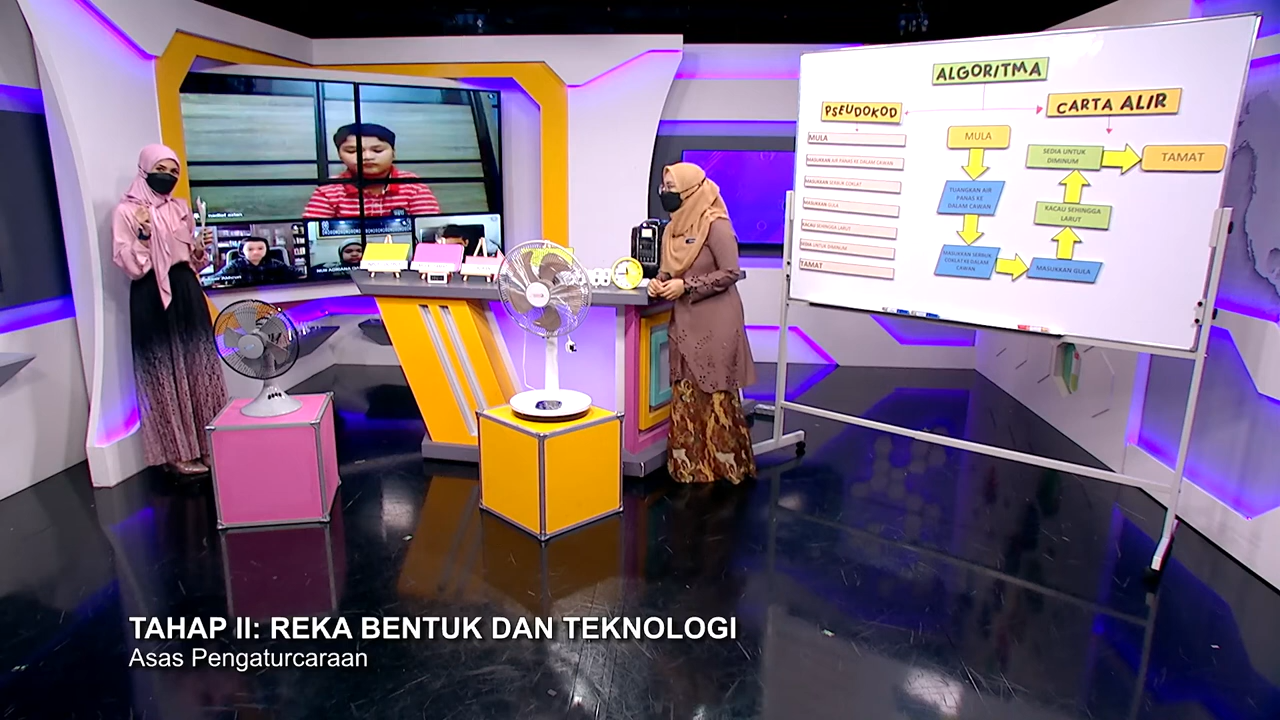 ALGORITMA
PSEUDOKOD
CARTA ALIR
MULA
MASUKKAN AIR PANAS KE DALAM CAWAN
MASUKKAN SERBUK COKLAT
MASUKKAN GULA
KACAU SEHINGGA LARUT
SEDIA UNTUK DIMINUM
TAMAT
MULA
TUANGKAN AIR
PANAS KE
DALAM CAWAN
MASUKKAN SERBUK
COKLAT KE DALAM
CAWAN
MASUKKAN GULA
KACAU SEHINGGA
LARUT
SEDIA UNTUK
DIMINUM
TAMAT
NUR ADRIANA
TAHAP II: REKA BENTUK DAN TEKNOLOGI
Asas Pengaturcaraan